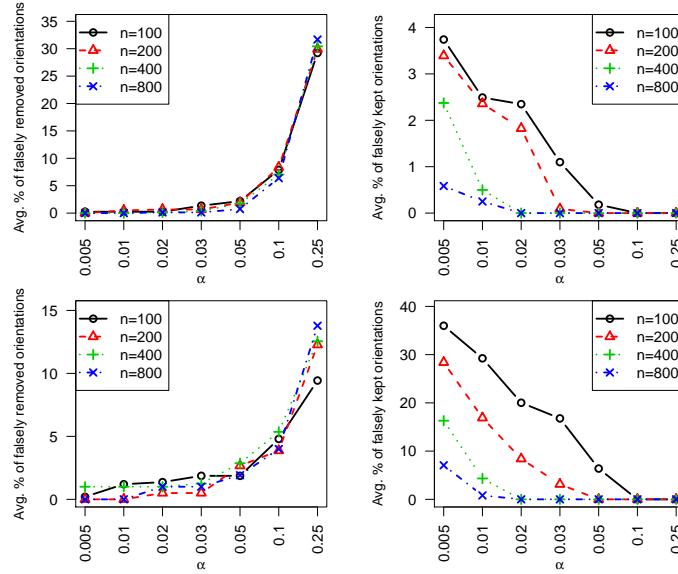 Avg. % of falsely removed orientations
35
30
25
20
15
10
5
0
n=100
n=200
n=400
n=800
0.005
0.01
0.02
0.03
0.05
0.1
0.25
α
Avg. % of falsely kept orientations
4
3
2
1
0
n=100
n=200
n=400
n=800
0.005
0.01
0.02
0.03
0.05
0.1
0.25
α
Avg. % of falsely removed orientations
15
10
5
0
n=100
n=200
n=400
n=800
0.005
0.01
0.02
0.03
0.05
0.1
0.25
α
Avg. % of falsely kept orientations
40
30
20
10
0
n=100
n=200
n=400
n=800
0.005
0.01
0.02
0.03
0.05
0.1
0.25
α